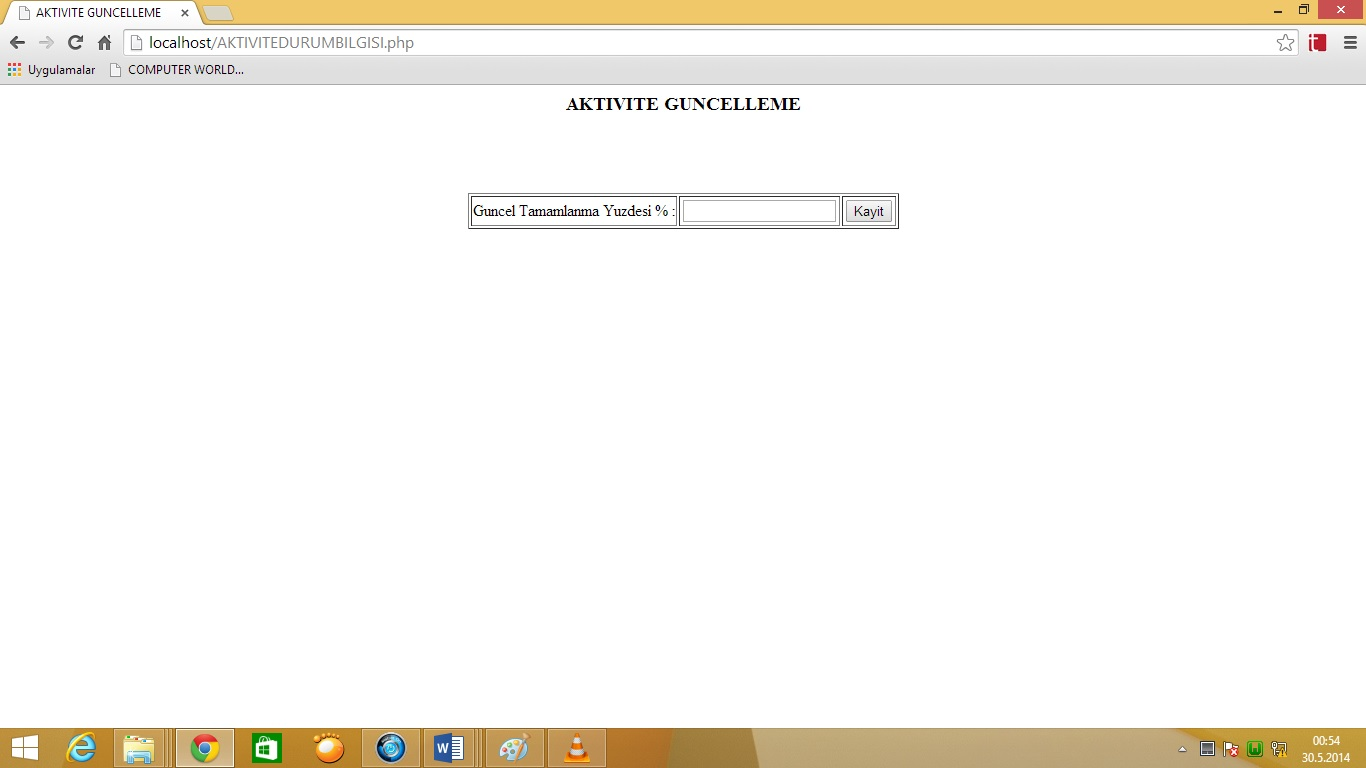 AKTIVITE GUNCELLEME
localhost/AKTIVITEDURUMBILGISI.php
Uygulamalar
COMPUTER WORLD...
AKTIVITE GUNCELLEME
Guncel Tamamlanma Yuzdesi % :
Kayit
00:54
30.5.2014